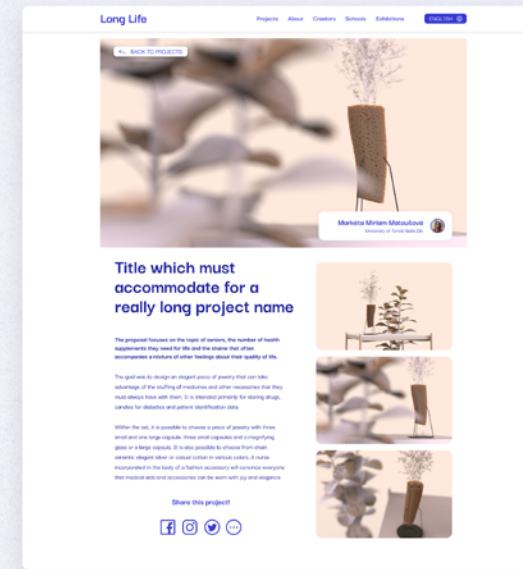 Long Life
Projects About Creators Schools Exhibitions ENGLISH
BACK TO PROJECTS
Markéta Miriam Matoušová
University of Tomáš Baťa Zlín
Title which must
accommodate for a
really long project name
The proposal focuses on the topic of seniors, the number of health
supplements they need for life and the shame that often
accompanies a mixture of other feelings about their quality of life.
The goal was to design an elegant piece of jewelry that can take
advantage of the stuffing of medicines and other necessaries that they
must always have with them. It is intended primarily for storing drugs,
candies for diabetics and patient identification data.
Within the set, it is possible to choose a piece of jewelry with three
small and one large capsule, three small capsules and a magnifying
glass or a large capsule. It is also possible to choose from chain
variants: elegant silver or casual cotton in various colors. A nurse
incorporated in the body of a fashion accessory will convince everyone
that medical aids and accessories can be worn with joy and elegance.
Share this project!